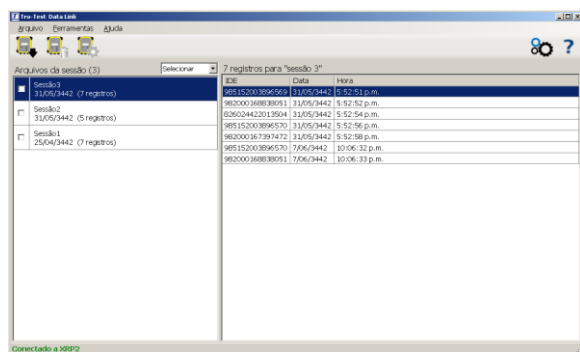 Tru-Test Data Link
Arquivo Ferramentas Ajuda
Arquivos da sessão (3) Selecionar
Sessão3
31/05/3442 (7 registros)
Sessão2
31/05/3442 (5 registros)
Sessão1
25/04/3442 (7 registros)
7 registros para "sessão 3"
IDE Data Hora
985152003896569 31/05/3442 5:52:51 p.m.
982000168838051 31/05/3442 5:52:52 p.m.
826024422013504 31/05/3442 5:52:54 p.m.
985152003896570 31/05/3442 5:52:56 p.m.
982000167397472 31/05/3442 5:52:58 p.m.
985152003896570 7/06/3442 10:06:32 p.m.
982000168838051 7/06/3442 10:06:33 p.m.
Conectado a XRP2